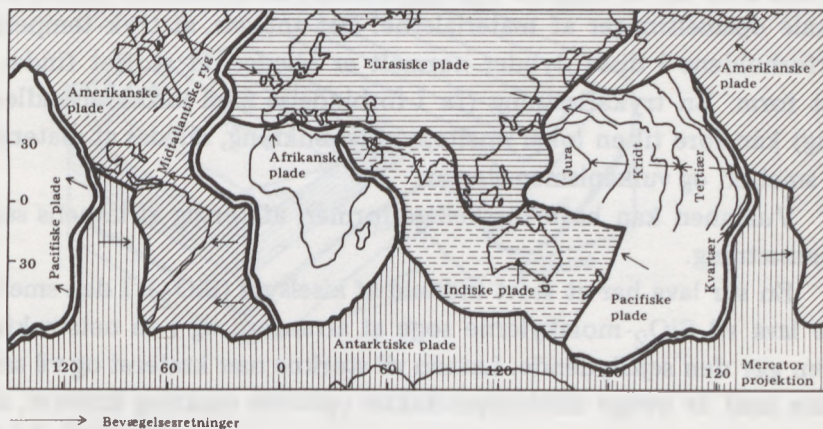 Amerikanske
plade
Midtatlantiske ryg
Eurasiske plade
Amerikanske
plade
30
0
30
Pacifiske plade
Afrikanske
plade
Jura
Kridt
Tertiær
Kvartær
Indiske plade
Pacifiske
plade
Antarktiske plade
Mercator
projektion
120
60
0
60
120
180
120
Bevægelsesretninger